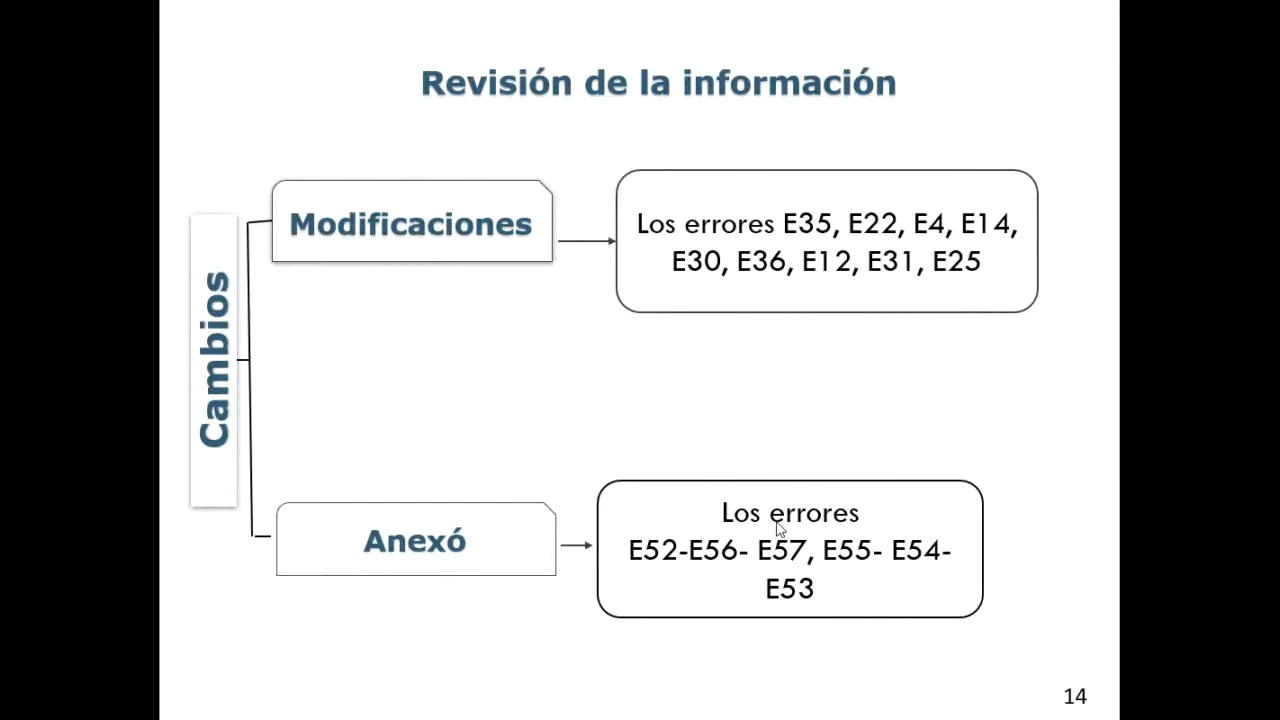 Revisión de la información
Cambios
Modificaciones
Los errores E35, E22, E4, E14,
E30, E36, E12, E31, E25
Anexó
Los errores
E52-E56- E57, E55- E54-
E53
14